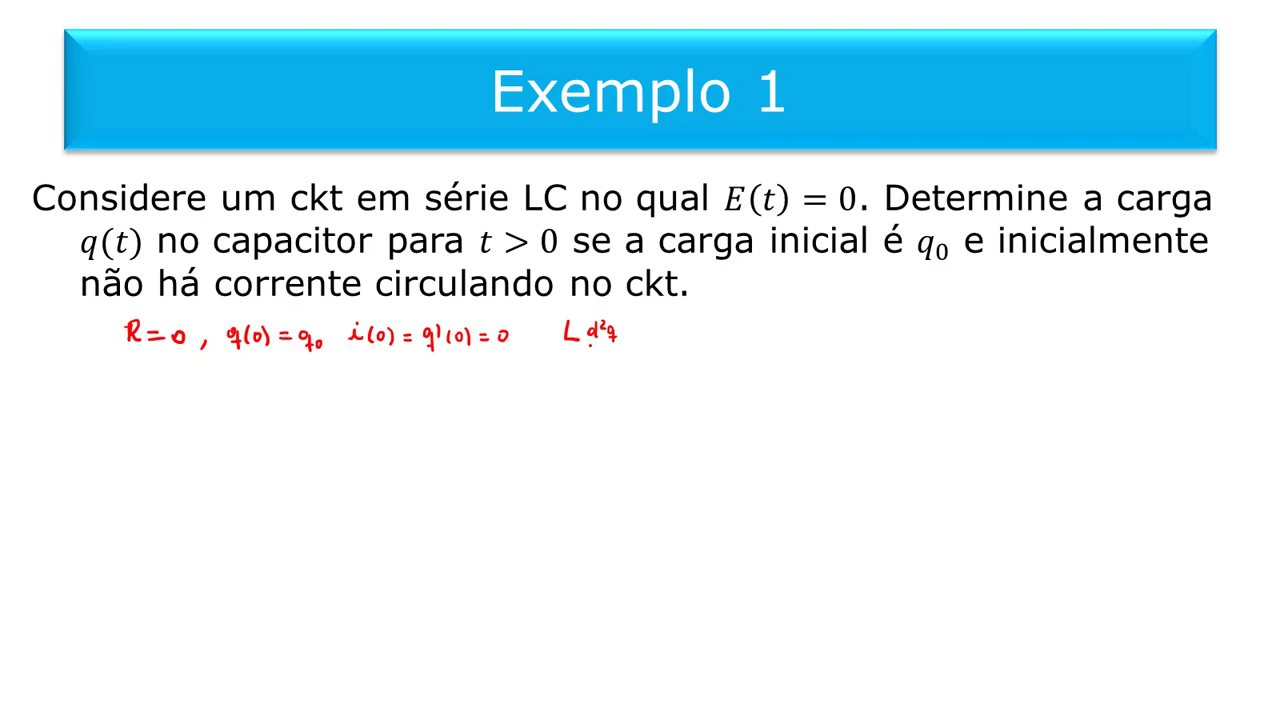 Exemplo 1
Considere um ckt em série LC no qual E(t) = 0. Determine a carga
q(t) no capacitor para t > 0 se a carga inicial é q₀ e inicialmente
não há corrente circulando no ckt.
R = 0 , q(0) = q₀ i(0) = q'(0) = 0 L d²q